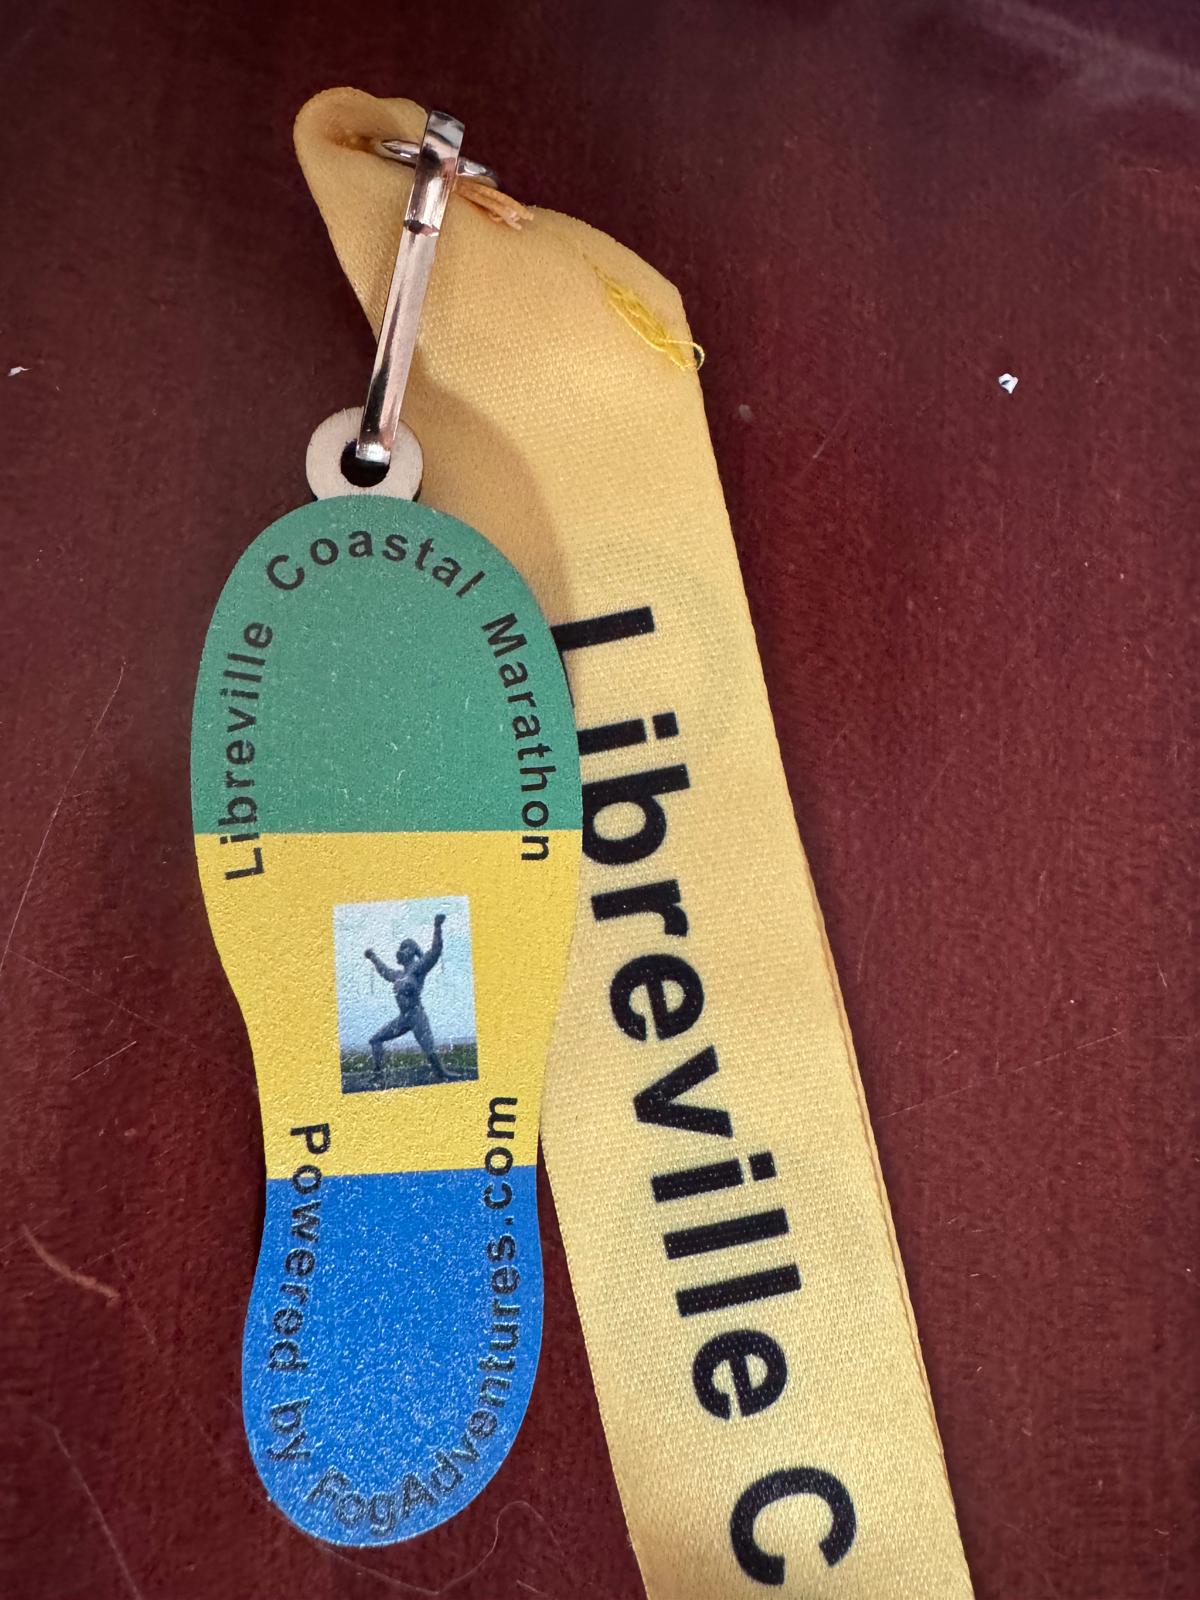 Libreville Coastal Marathon
Powered by FogAdventures.com
Libreville C